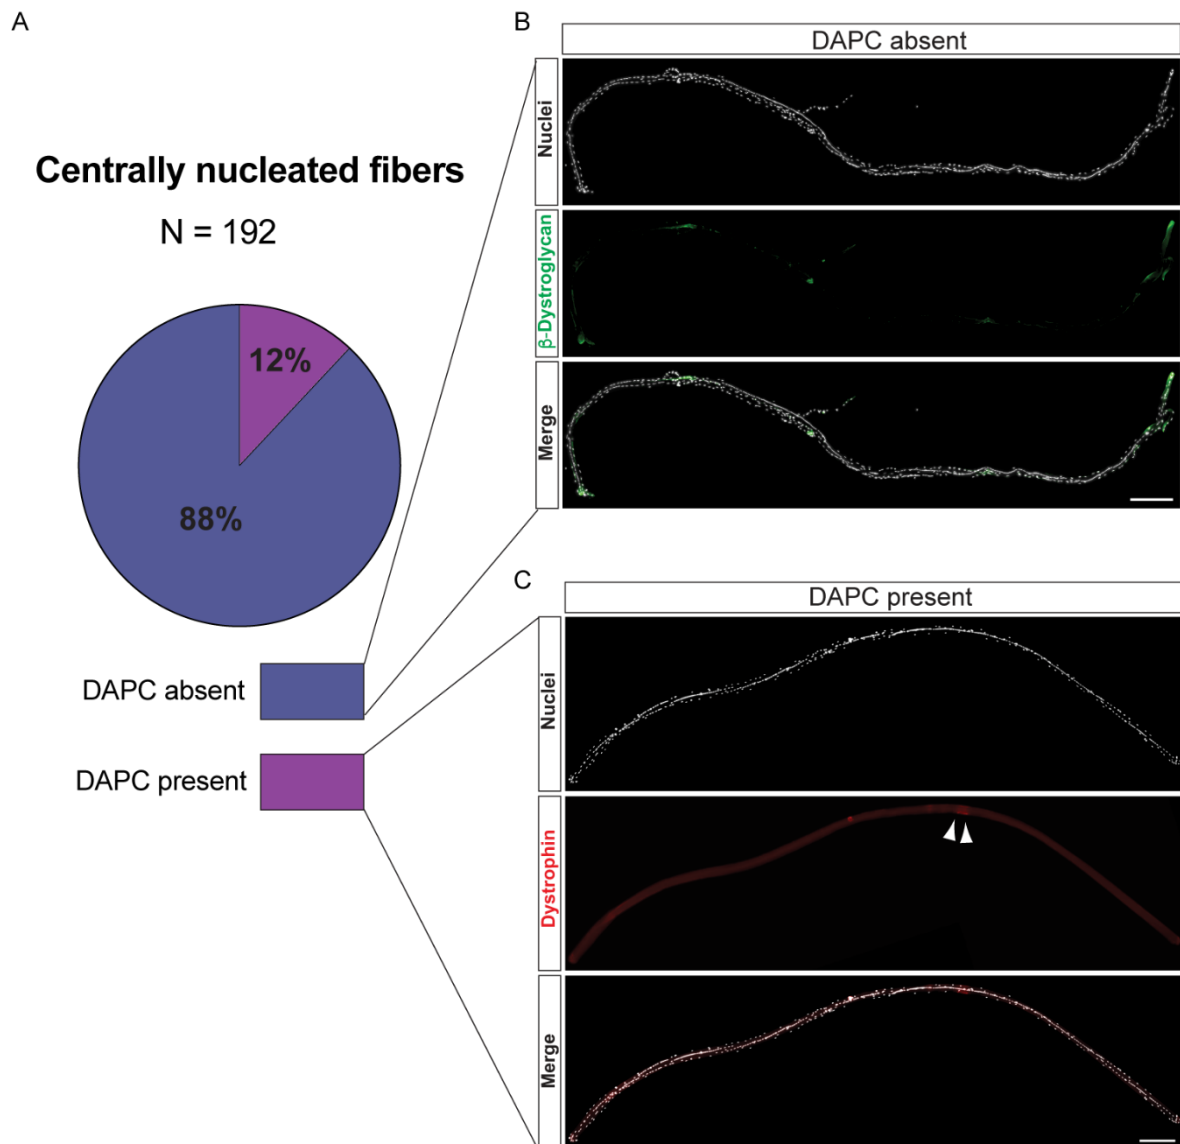 A
Centrally nucleated fibers
N = 192
12%
88%
DAPC absent
DAPC present
B
DAPC absent
Nuclei
β-Dystroglycan
Merge
C
DAPC present
Nuclei
Dystrophin
Merge